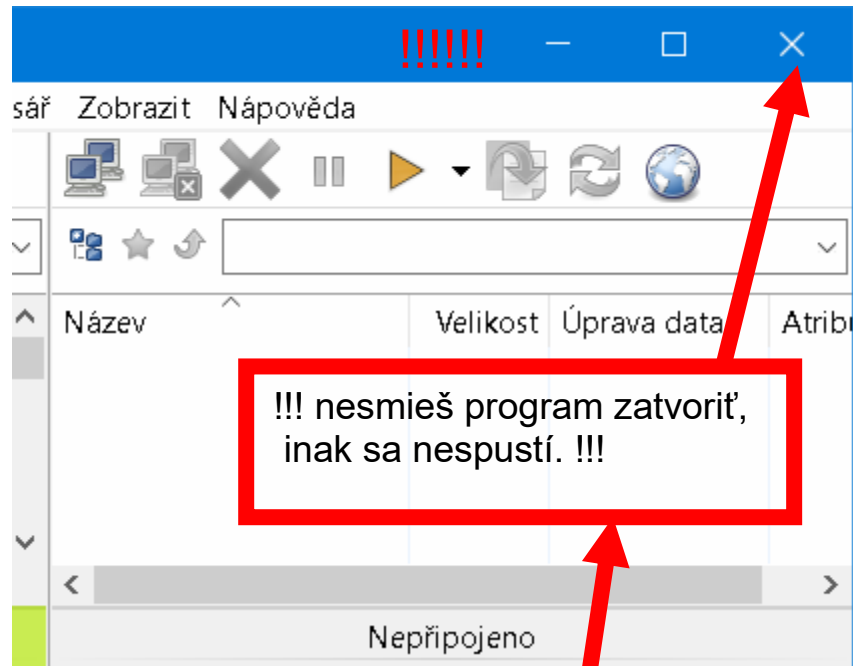 !!!!!!
sář Zobrazit Nápověda
Název Velikost Úprava data Atribu
!!! nesmieš program zatvoriť,
inak sa nespustí. !!!
Nepřipojeno